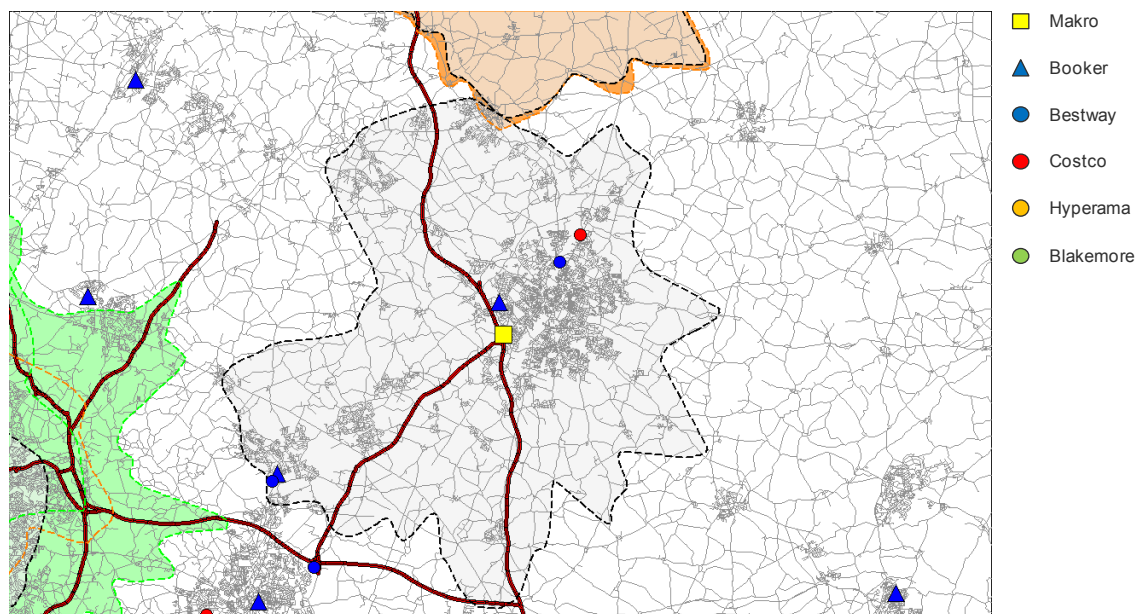 Makro
Booker
Bestway
Costco
Hyperama
Blakemore